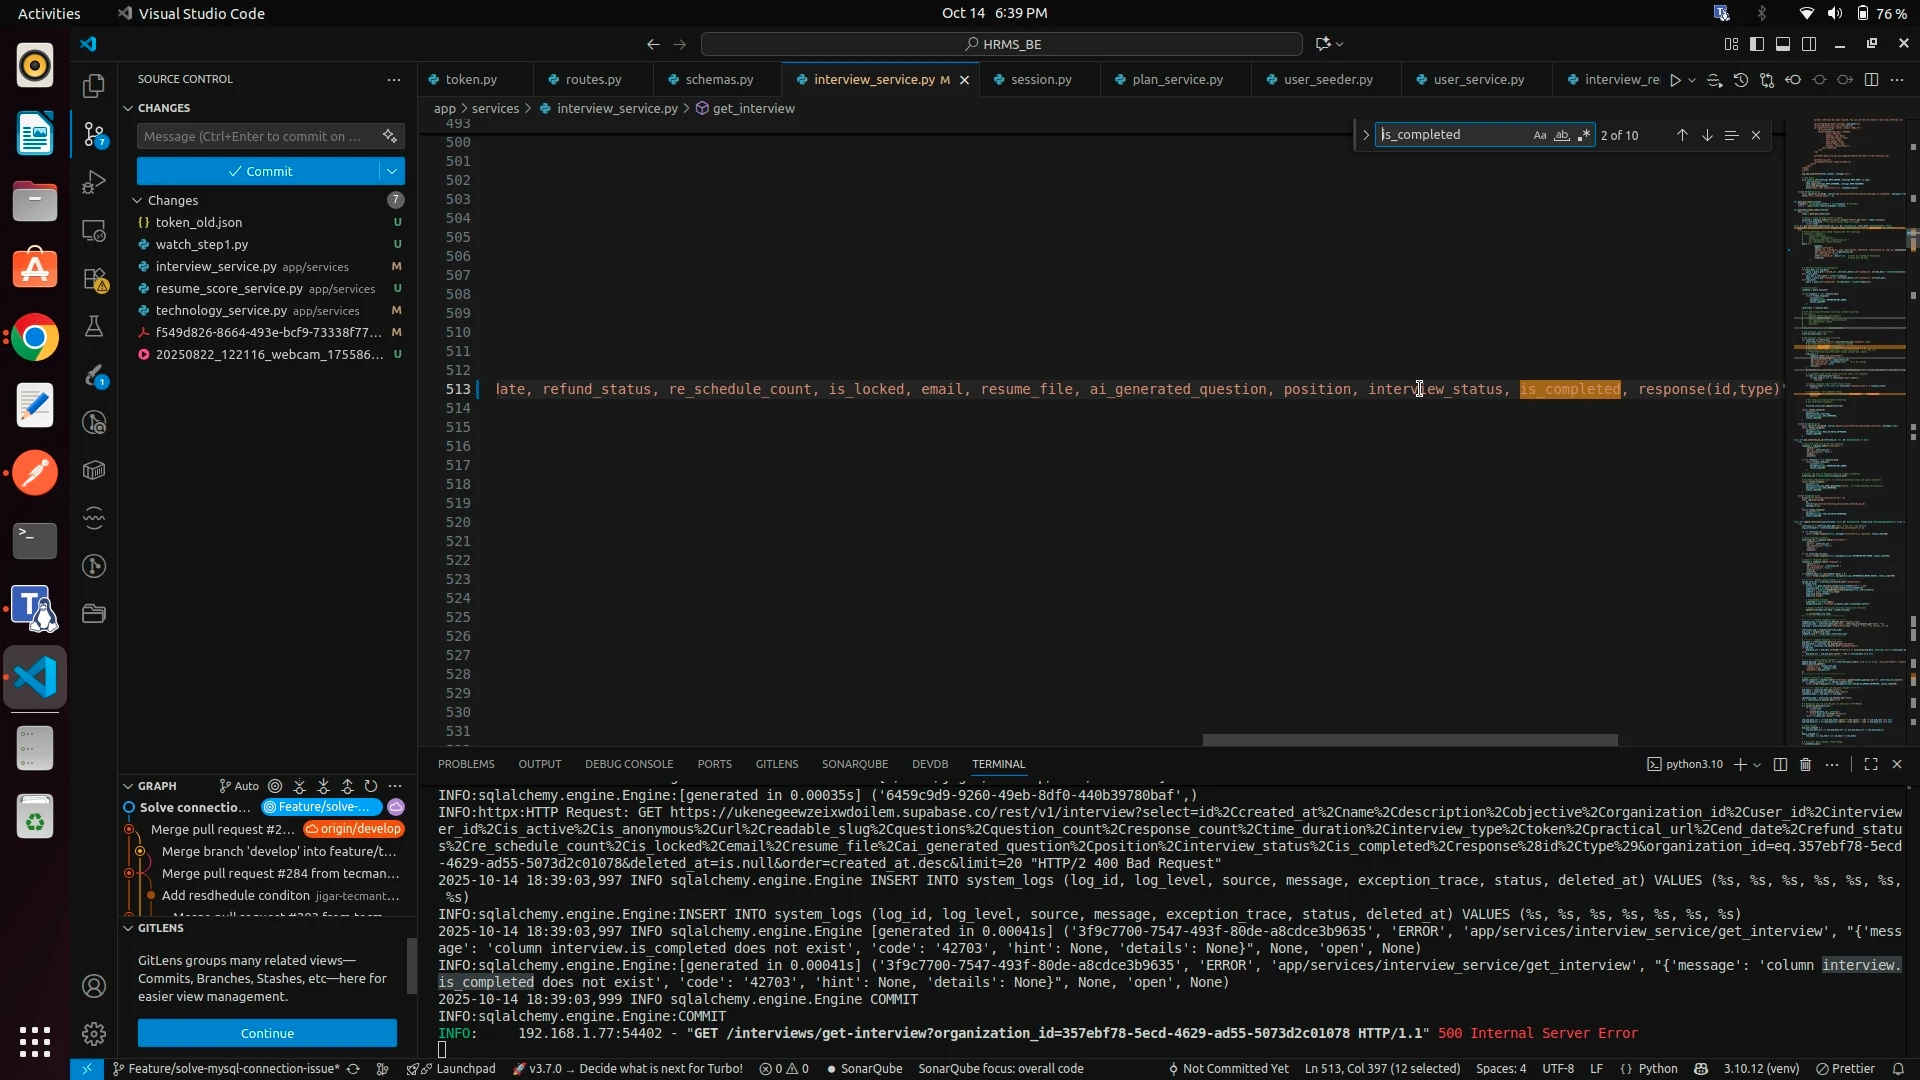 Activities
Visual Studio Code
Oct 14 6:39 PM
76 %
HRMS_BE
SOURCE CONTROL
token.py
routes.py
schemas.py
interview_service.py M
session.py
plan_service.py
user_seeder.py
user_service.py
interview_re
CHANGES
app > services > interview_service.py > get_interview
Message (Ctrl+Enter to commit on ...
is_completed
Aa
ab
2 of 10
Commit
Changes
7
token_old.json U
watch_step1.py U
interview_service.py app/services M
resume_score_service.py app/services U
technology_service.py app/services M
f549d826-8664-493e-bcf9-73338f77... M
20250822_122116_webcam_175586... U
493
500
501
502
503
504
505
506
507
508
509
510
511
512
513 late, refund_status, re_schedule_count, is_locked, email, resume_file, ai_generated_question, position, interview_status, is_completed, response(id,type)'
514
515
516
517
518
519
520
521
522
523
524
525
526
527
528
529
530
531
PROBLEMS
OUTPUT
DEBUG CONSOLE
PORTS
GITLENS
SONARQUBE
DEVDB
TERMINAL
python3.10
GRAPH
Auto
Solve connectio...
Feature/solve-...
Merge pull request #2...
origin/develop
Merge branch 'develop' into feature/t...
Merge pull request #284 from tecman...
Add resdhedule conditon jigar-tecmant...
GITLENS
GitLens groups many related views—
Commits, Branches, Stashes, etc—here for
easier view management.
Continue
INFO:sqlalchemy.engine.Engine:[generated in 0.00035s] ('6459c9d9-9260-49eb-8df0-440b39780baf',)
INFO:httpx:HTTP Request: GET https://ukenegeewzeixwdoilem.supabase.co/rest/v1/interview?select=id%2Ccreated_at%2Cname%2Cdescription%2Cobjective%2Corganization_id%2Cuser_id%2Cinterview
er_id%2Cis_active%2Cis_anonymous%2Curl%2Creadable_slug%2Cquestions%2Cquestion_count%2Cresponse_count%2Ctime_duration%2Cinterview_type%2Ctoken%2Cpractical_url%2Cend_date%2Crefund_statu
s%2Cre_schedule_count%2Cis_locked%2Cemail%2Cresume_file%2Cai_generated_question%2Cposition%2Cinterview_status%2Cis_completed%2Cresponse%28id%2Ctype%29&organization_id=eq.357ebf78-5ecd
-4629-ad55-5073d2c01078&deleted_at=is.null&order=created_at.desc&limit=20 "HTTP/2 400 Bad Request"
2025-10-14 18:39:03,997 INFO sqlalchemy.engine.Engine INSERT INTO system_logs (log_id, log_level, source, message, exception_trace, status, deleted_at) VALUES (%s, %s, %s, %s, %s, %s,
%s)
INFO:sqlalchemy.engine.Engine:INSERT INTO system_logs (log_id, log_level, source, message, exception_trace, status, deleted_at) VALUES (%s, %s, %s, %s, %s, %s, %s)
2025-10-14 18:39:03,997 INFO sqlalchemy.engine.Engine [generated in 0.00041s] ('3f9c7700-7547-493f-80de-a8cdce3b9635', 'ERROR', 'app/services/interview_service/get_interview', "{'mess
age': 'column interview.is_completed does not exist', 'code': '42703', 'hint': None, 'details': None}", None, 'open', None)
INFO:sqlalchemy.engine.Engine:[generated in 0.00041s] ('3f9c7700-7547-493f-80de-a8cdce3b9635', 'ERROR', 'app/services/interview_service/get_interview', "{'message': 'column interview.
is_completed does not exist', 'code': '42703', 'hint': None, 'details': None}", None, 'open', None)
2025-10-14 18:39:03,999 INFO sqlalchemy.engine.Engine COMMIT
INFO:sqlalchemy.engine.Engine:COMMIT
INFO: 192.168.1.77:54402 - "GET /interviews/get-interview?organization_id=357ebf78-5ecd-4629-ad55-5073d2c01078 HTTP/1.1" 500 Internal Server Error
Feature/solve-mysql-connection-issue*
Launchpad
v3.7.0 → Decide what is next for Turbo!
0
0
SonarQube
SonarQube focus: overall code
Not Committed Yet
Ln 513, Col 397 (12 selected)
Spaces: 4
UTF-8
LF
{} Python
3.10.12 (venv)
Prettier